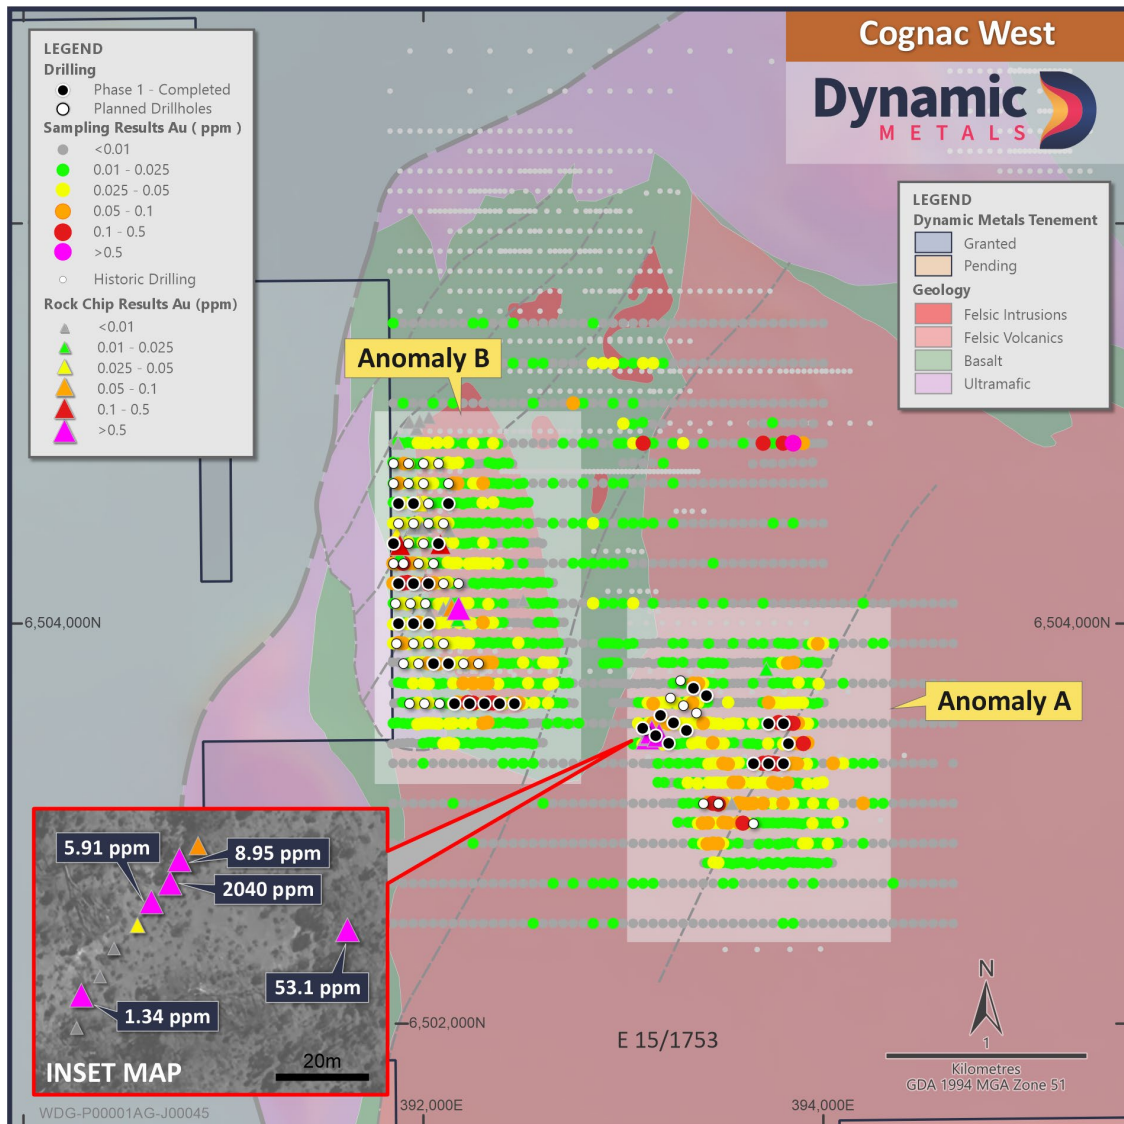 Cognac West
Dynamic
METALS
LEGEND
Drilling
Phase 1 - Completed
Planned Drillholes
Sampling Results Au ( ppm )
<0.01
0.01 - 0.025
0.025 - 0.05
0.05 - 0.1
0.1 - 0.5
>0.5
Historic Drilling
Rock Chip Results Au (ppm)
<0.01
0.01 - 0.025
0.025 - 0.05
0.05 - 0.1
0.1 - 0.5
>0.5
LEGEND
Dynamic Metals Tenement
Granted
Pending
Geology
Felsic Intrusions
Felsic Volcanics
Basalt
Ultramafic
Anomaly B
6,504,000N
6,504,000N
Anomaly A
5.91 ppm
8.95 ppm
2040 ppm
53.1 ppm
1.34 ppm
20m
INSET MAP
6,502,000N
E 15/1753
N
1
Kilometres
GDA 1994 MGA Zone 51
WDG-P00001AG-J00045
392,000E
394,000E